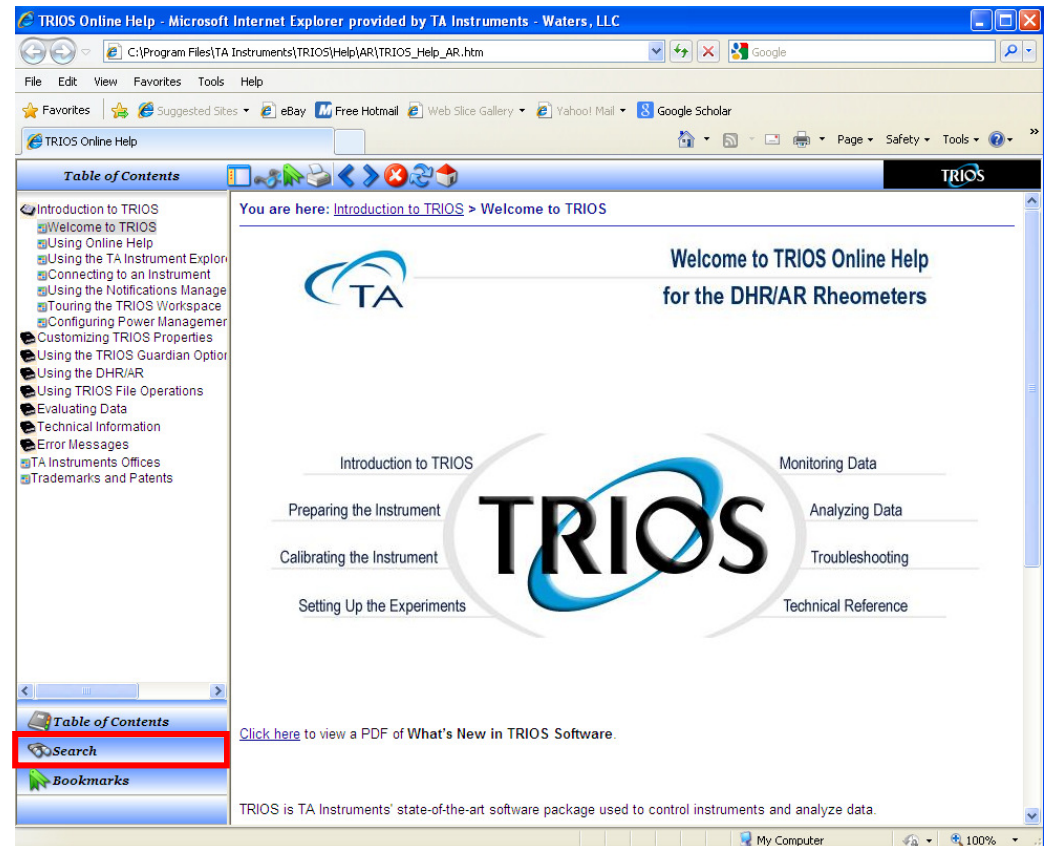 TRIOS Online Help - Microsoft Internet Explorer provided by TA Instruments - Waters, LLC
C:\Program Files\TA Instruments\TRIOS\Help\AR\TRIOS_Help_AR.htm
Google
File Edit View Favorites Tools Help
Favorites Suggested Sites eBay Free Hotmail Web Slice Gallery Yahoo! Mail Google Scholar
TRIOS Online Help
Page Safety Tools
Table of Contents
TRIOS
Introduction to TRIOS
Welcome to TRIOS
Using Online Help
Using the TA Instrument Explor
Connecting to an Instrument
Using the Notifications Manage
Touring the TRIOS Workspace
Configuring Power Managemer
Customizing TRIOS Properties
Using the TRIOS Guardian Option
Using the DHR/AR
Using TRIOS File Operations
Evaluating Data
Technical Information
Error Messages
TA Instruments Offices
Trademarks and Patents
Table of Contents
Search
Bookmarks
You are here: Introduction to TRIOS > Welcome to TRIOS
TA
Welcome to TRIOS Online Help
for the DHR/AR Rheometers
Introduction to TRIOS
Preparing the Instrument
Calibrating the Instrument
Setting Up the Experiments
TRIOS
Monitoring Data
Analyzing Data
Troubleshooting
Technical Reference
Click here to view a PDF of What's New in TRIOS Software.
TRIOS is TA Instruments' state-of-the-art software package used to control instruments and analyze data.
My Computer
100%